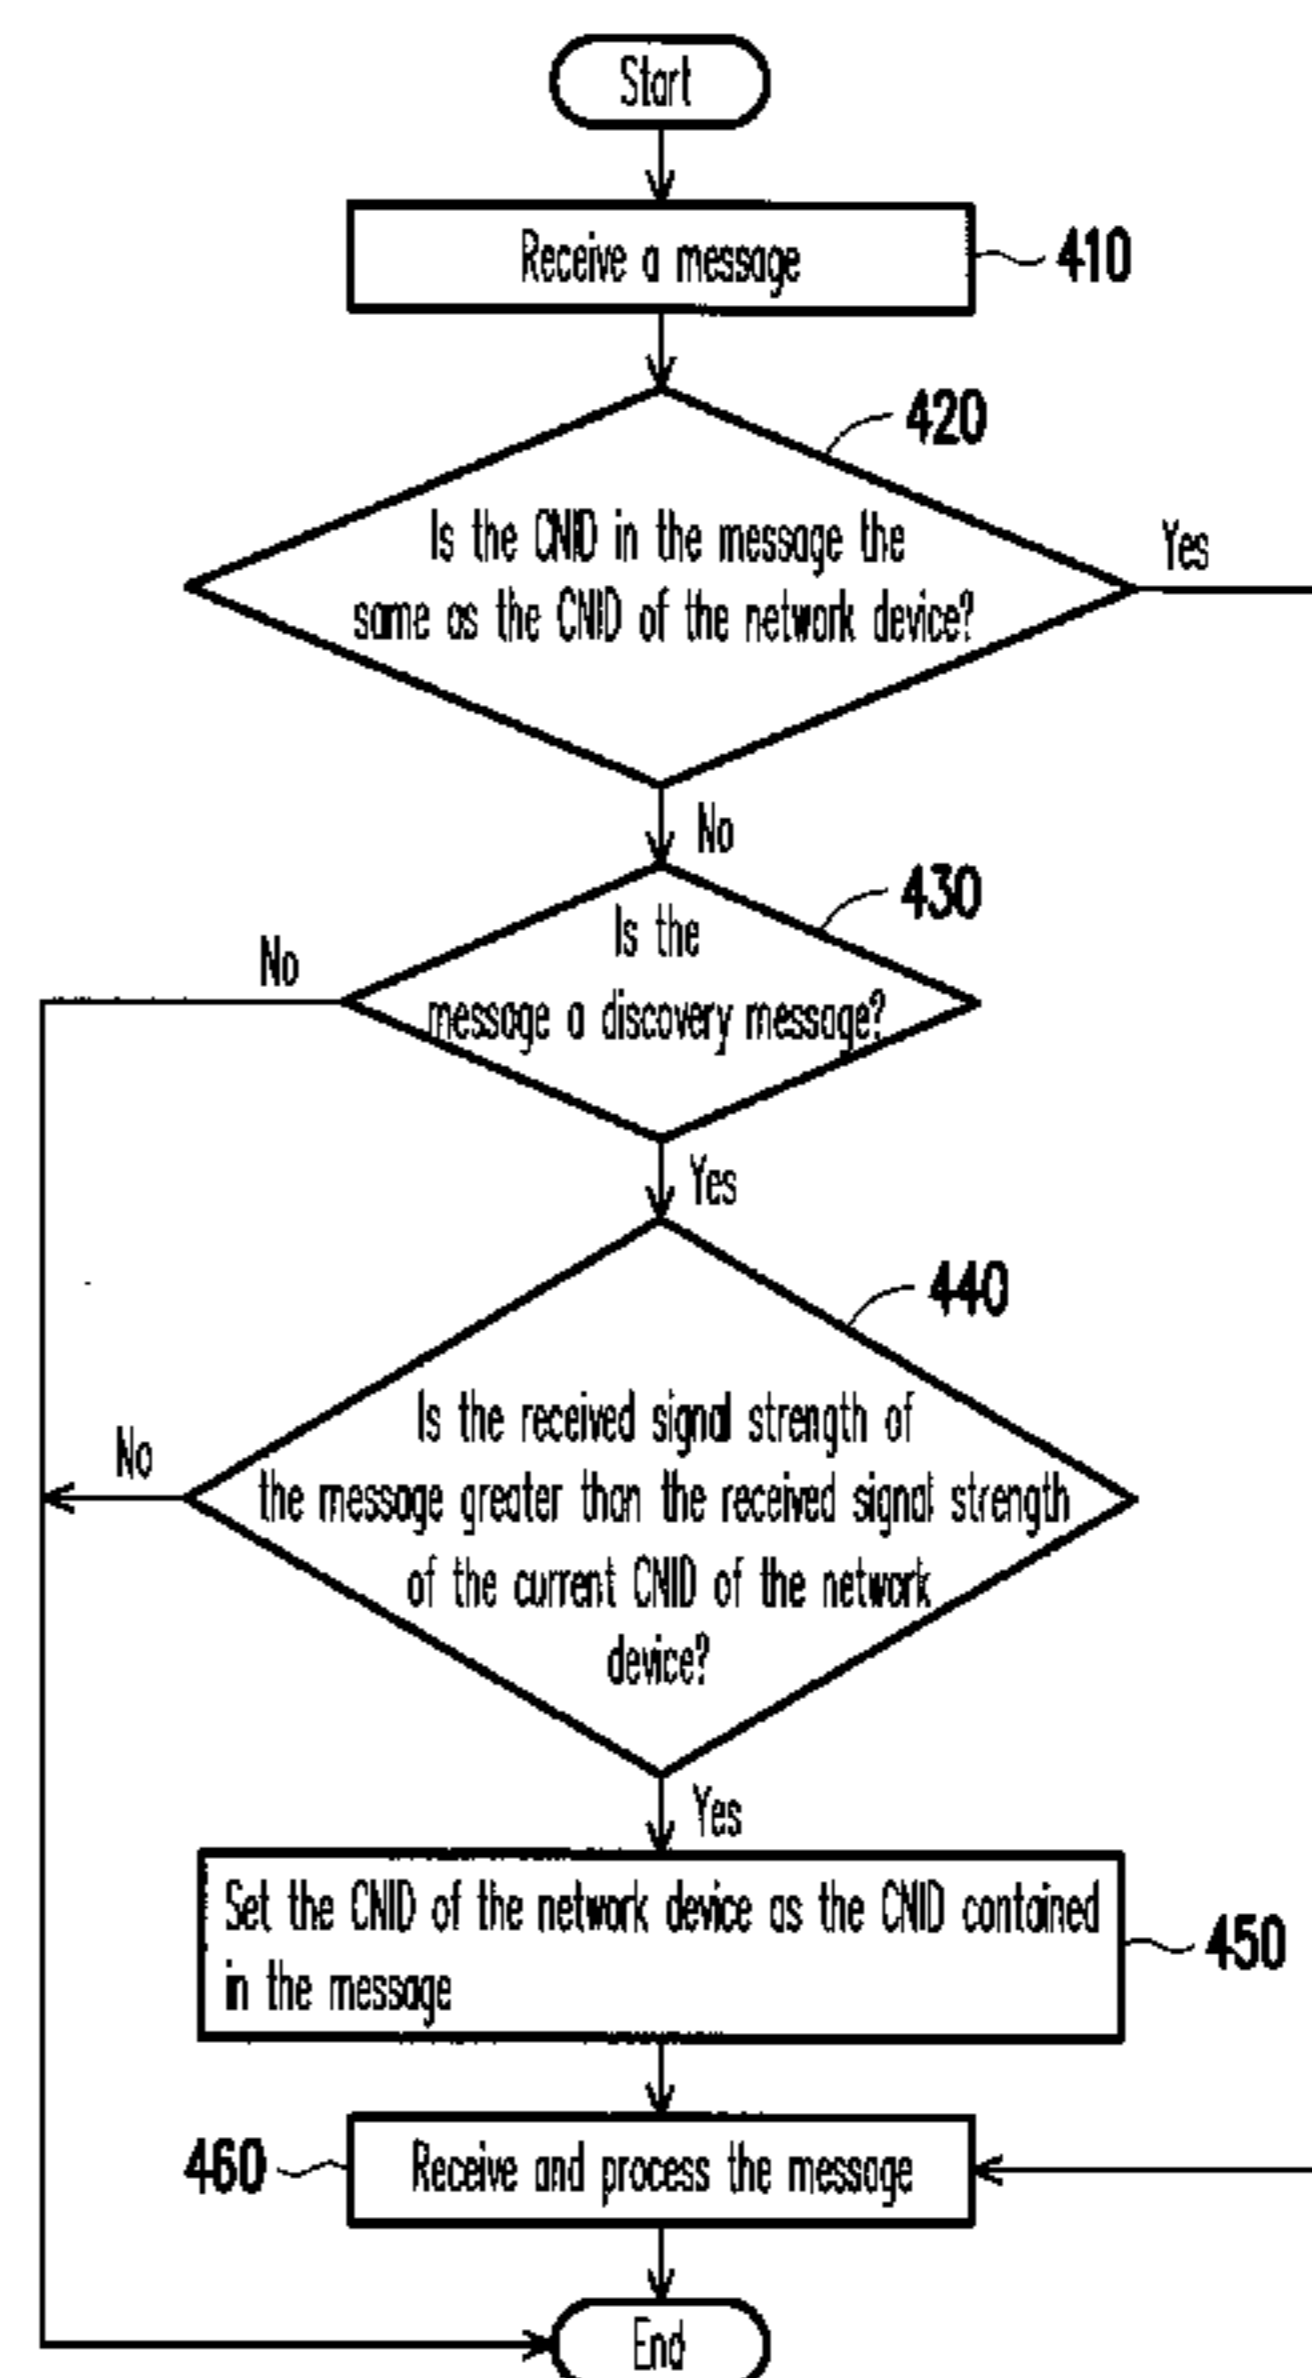 Start
Receive a message
410
420
Is the CNID in the message the
same as the CNID of the network device?
Yes
No
430
Is the
message a discovery message?
No
Yes
440
Is the received signal strength of
the message greater than the received signal strength
of the current CNID of the network
device?
No
Yes
Set the CNID of the network device as the CNID contained
in the message
450
460
Receive and process the message
End